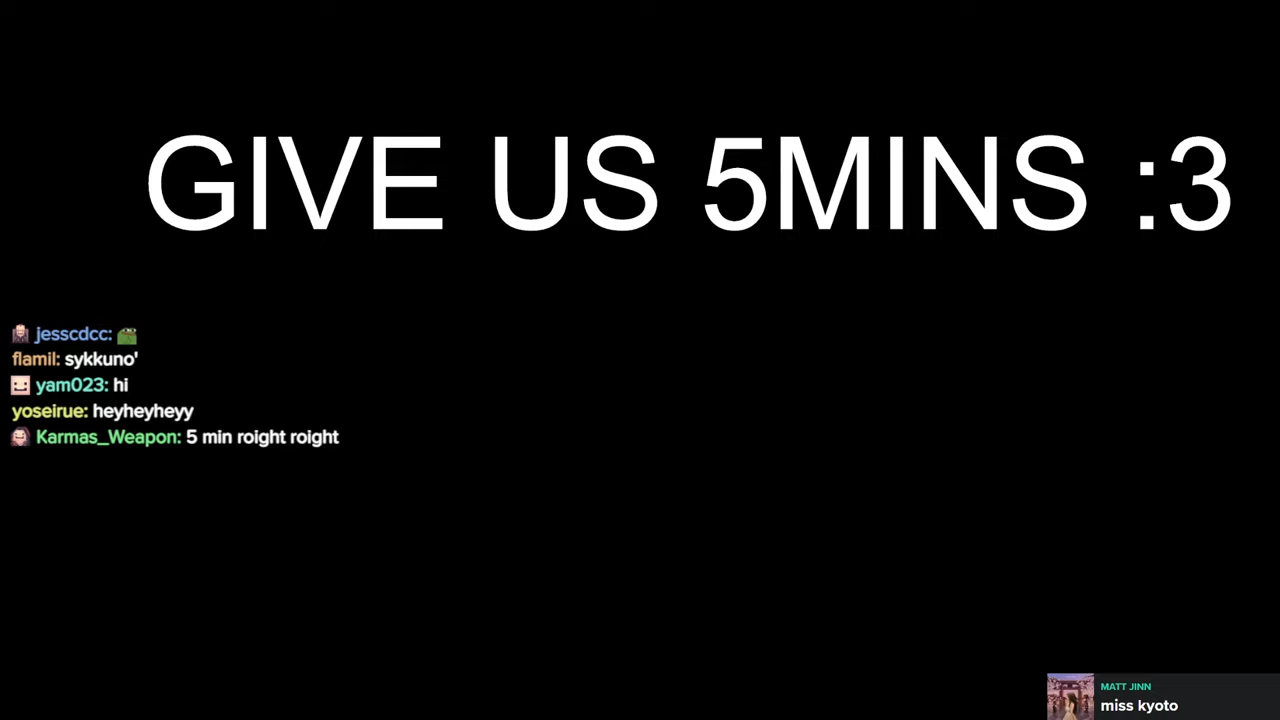 GIVE US 5MINS :3
jesscdcc:
flamil: sykkuno'
yam023: hi
yoseirue: heyheyheyy
Karmas_Weapon: 5 min roight roight
MATT JINN
miss kyoto